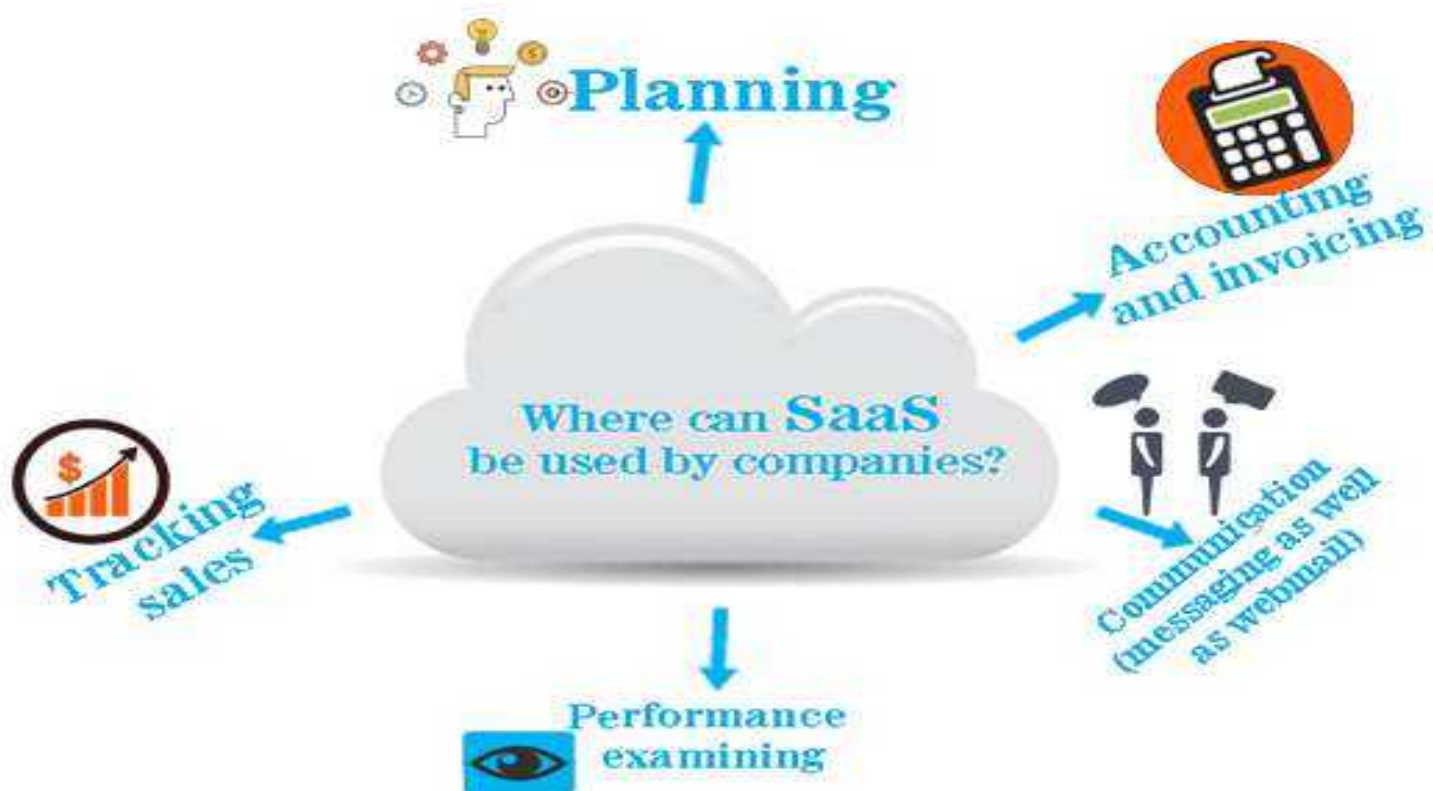 Planning
Accounting
and invoicing
Where can SaaS
be used by companies?
Communication
(messaging as well
as webmail)
Tracking
sales
Performance
examining